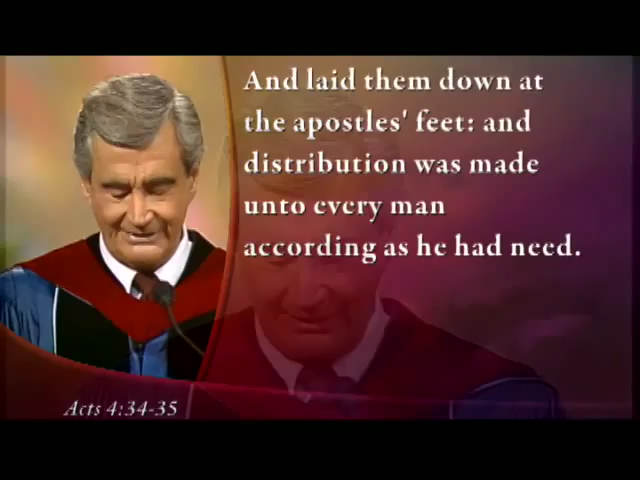 And laid them down at
the apostles' feet: and
distribution was made
unto every man
according as he had need.
Acts 4:34-35